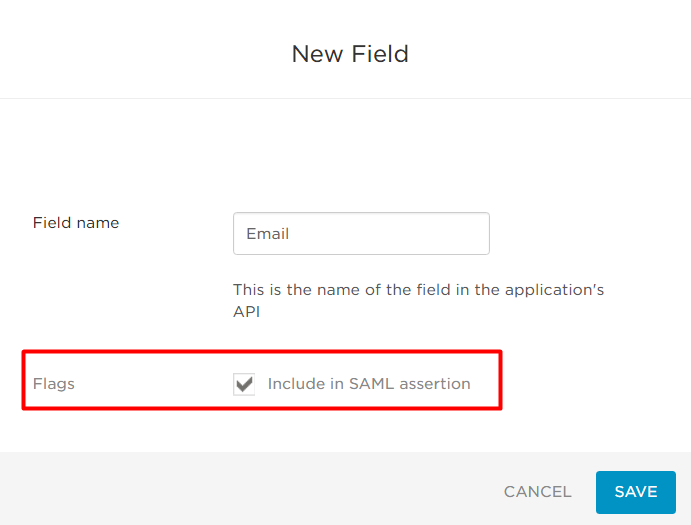 New Field
Field name
Email
This is the name of the field in the application's
API
Flags
Include in SAML assertion
CANCEL
SAVE